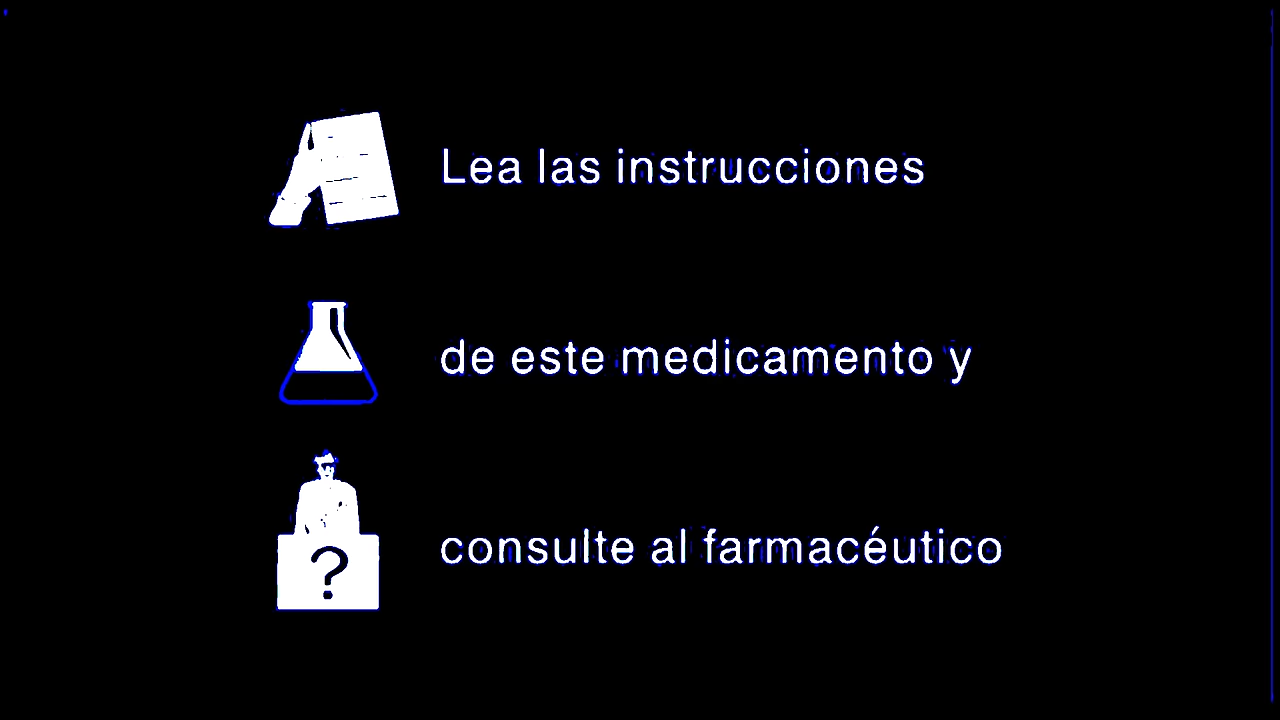 Lea las instrucciones
de este medicamento y
consulte al farmacéutico
?